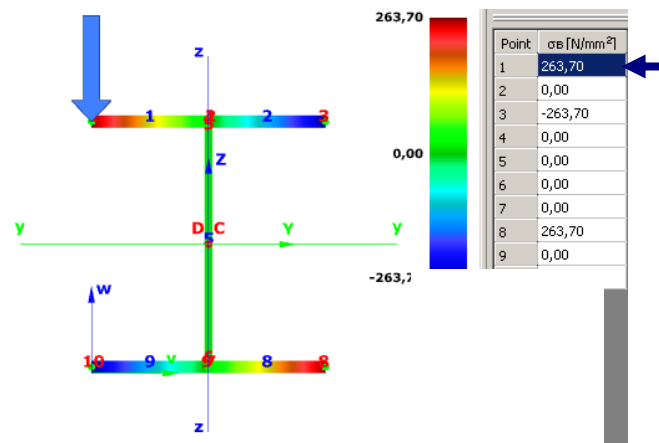 263,70
0,00
-263,7
z
1 2 2 3
Z
y D C 5 Y y
w
10 9 v 7 8 8
z
Point σB [N/mm²]
1 263,70
2 0,00
3 -263,70
4 0,00
5 0,00
6 0,00
7 0,00
8 263,70
9 0,00